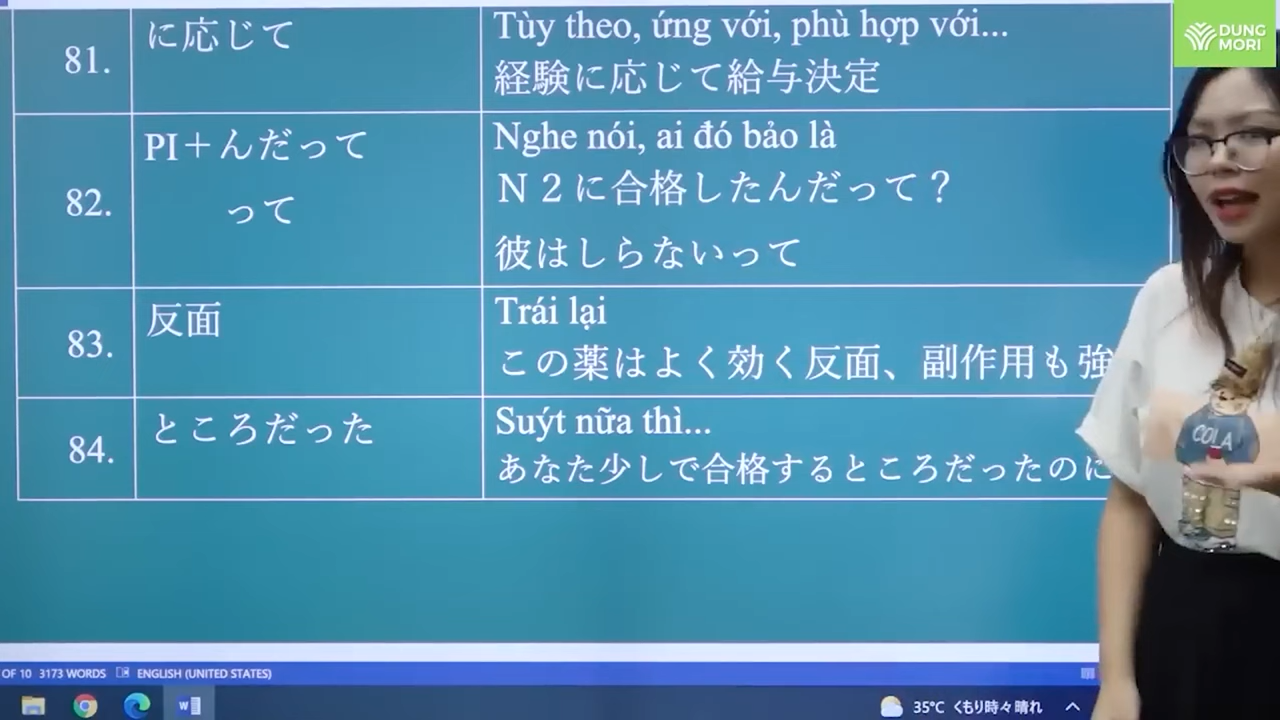 DUNG
MORI
81.
に応じて
Tùy theo, ứng với, phù hợp với...
経験に応じて給与決定
82.
PI＋んだって
って
Nghe nói, ai đó bảo là
Ｎ２に合格したんだって？
彼はしらないって
83.
反面
Trái lại
この薬はよく効く反面、副作用も強
84.
ところだった
Suýt nữa thì...
あなた少しで合格するところだったのに
COLA
OF 10 3173 WORDS ENGLISH (UNITED STATES)
35°C くもり時々晴れ